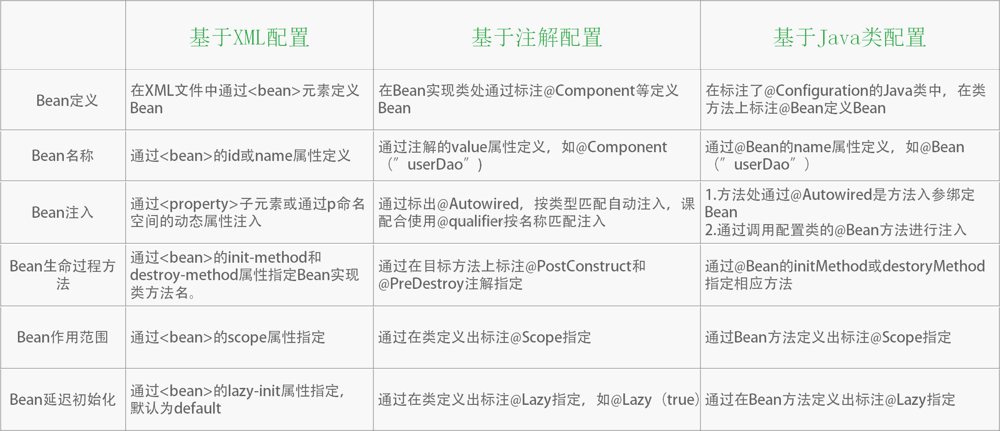 基于XML配置
基于注解配置
基于Java类配置
Bean定义
在XML文件中通过<bean>元素定义
Bean
在Bean实现类处通过标注@Component等定义
Bean
在标注了@Configuration的Java类中，在类
方法上标注@Bean定义Bean
Bean名称
通过<bean>的id或name属性定义
通过注解的value属性定义，如@Component
（”userDao”)
通过@Bean的name属性定义，如@Bean
（”userDao”）
Bean注入
通过<property>子元素或通过p命名
空间的动态属性注入
通过标出@Autowired，按类型匹配自动注入，课
配合使用@qualifier按名称匹配注入
1.方法处通过@Autowired是方法入参绑定
Bean
2.通过调用配置类的@Bean方法进行注入
Bean生命过程方
法
通过<bean>的init-method和
destroy-method属性指定Bean实现
类方法名。
通过在目标方法上标注@PostConstruct和
@PreDestroy注解指定
通过@Bean的initMethod或destoryMethod
指定相应方法
Bean作用范围
通过<bean>的scope属性指定
通过在类定义出标注@Scope指定
通过Bean方法定义出标注@Scope指定
Bean延迟初始化
通过<bean>的lazy-init属性指定，
默认为default
通过在类定义出标注@Lazy指定，如@Lazy（true）
通过在Bean方法定义出标注@Lazy指定